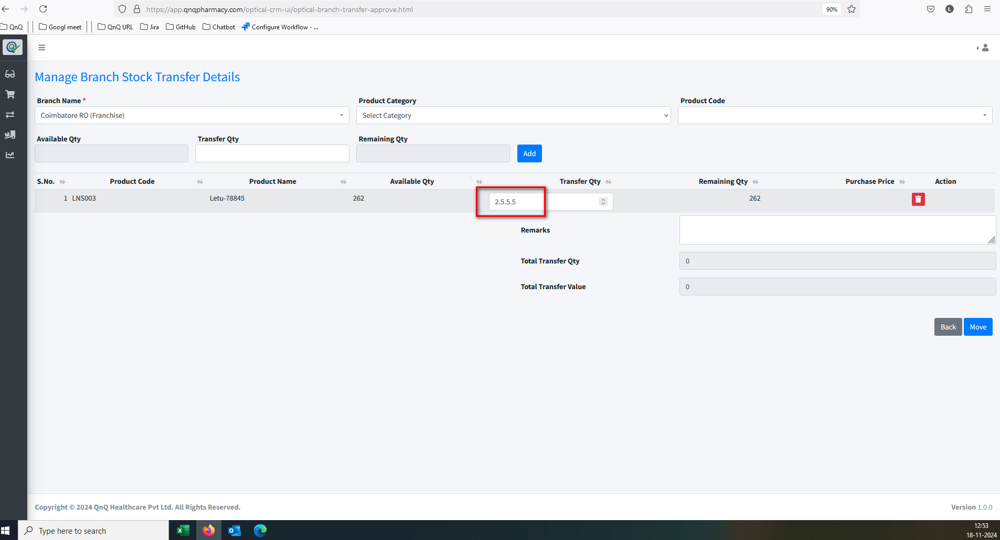 https://app.qnqpharmacy.com/optical-crm-ui/optical-branch-transfer-approve.html
90%
L
QnQ
Googl meet
QnQ URL
Jira
GitHub
Chatbot
Configure Workflow - ...
Manage Branch Stock Transfer Details
Branch Name *
Product Category
Product Code
Coimbatore RO (Franchise)
Select Category
Available Qty
Transfer Qty
Remaining Qty
Add
S.No.
Product Code
Product Name
Available Qty
Transfer Qty
Remaining Qty
Purchase Price
Action
1
LNS003
Letu-78845
262
2.5.5.5
262
Remarks
Total Transfer Qty
0
Total Transfer Value
0
Back
Move
Copyright © 2024 QnQ Healthcare Pvt Ltd. All Rights Reserved.
Version 1.0.0
Type here to search
12:53
18-11-2024